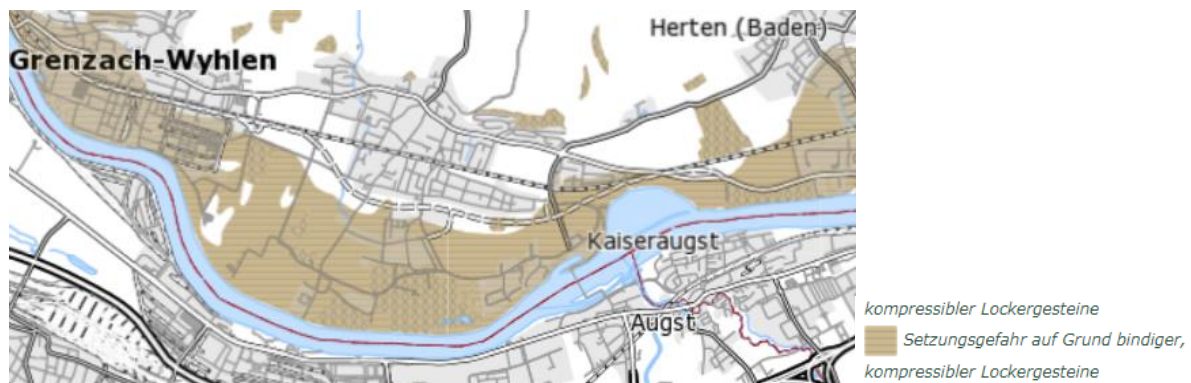 Herten (Baden)
Grenzach-Wyhlen
Kaiseraugst
Augst
kompressibler Lockergesteine
Setzungsgefahr auf Grund bindiger,
kompressibler Lockergesteine